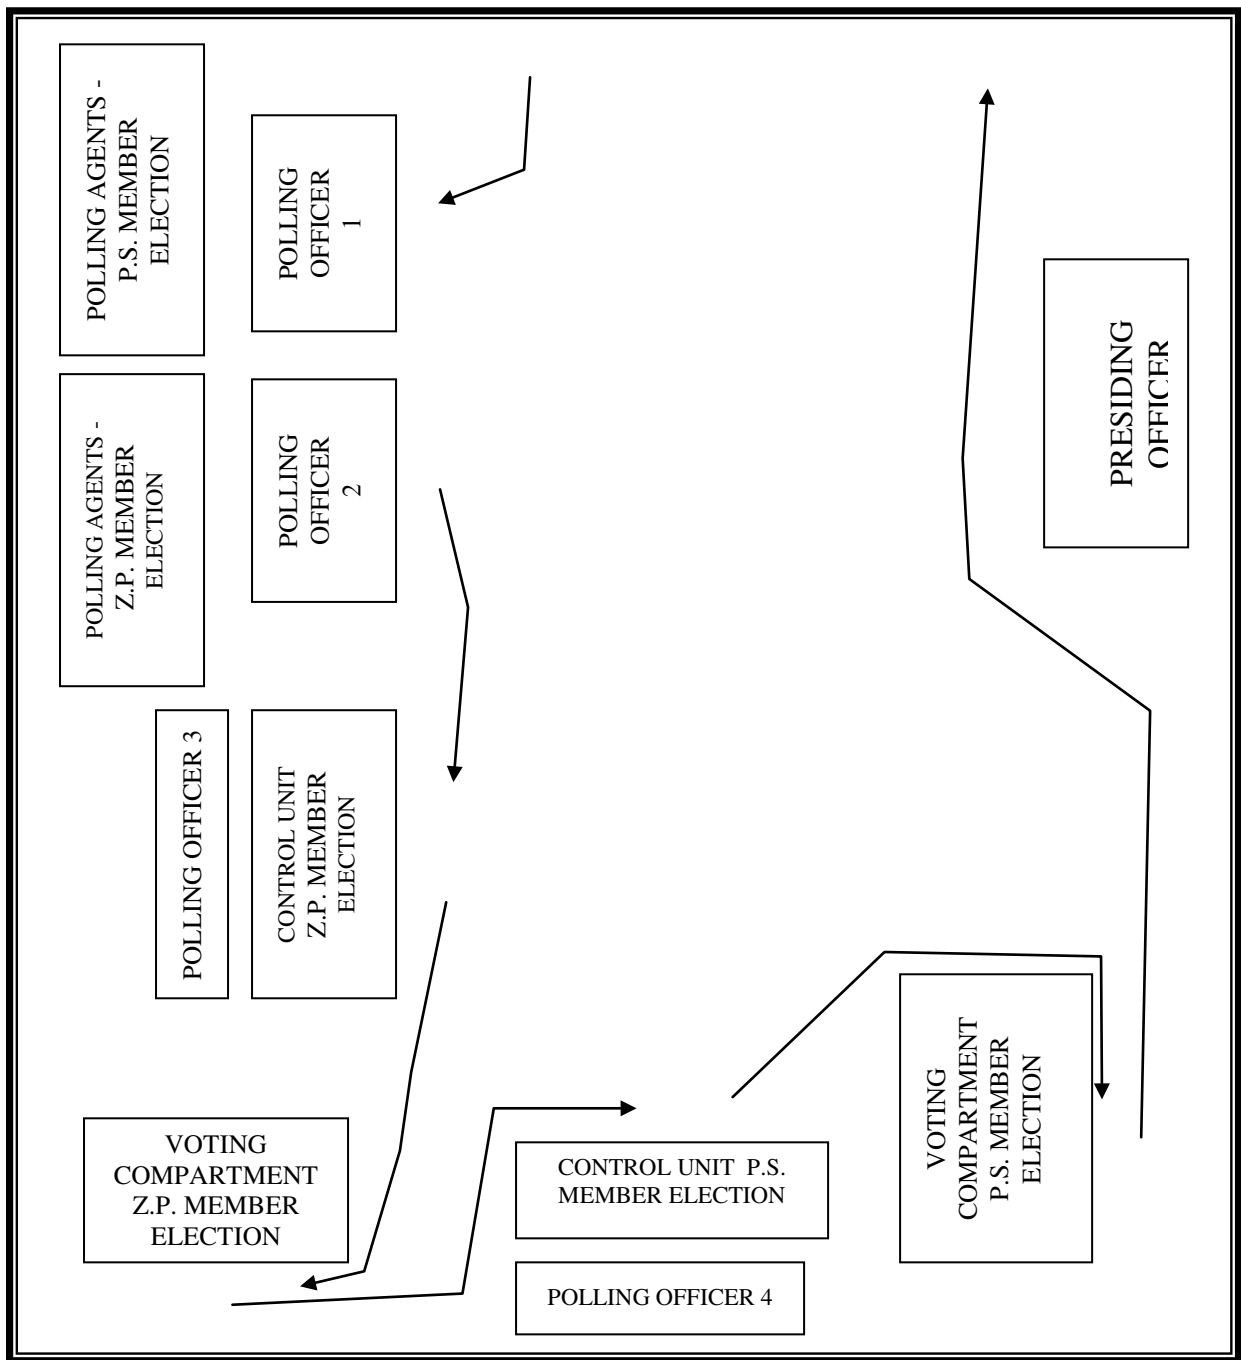 POLLING AGENTS -
P.S. MEMBER
ELECTION
POLLING
OFFICER
1
POLLING AGENTS -
Z.P. MEMBER
ELECTION
POLLING
OFFICER
2
PRESIDING
OFFICER
POLLING OFFICER 3
CONTROL UNIT
Z.P. MEMBER
ELECTION
VOTING
COMPARTMENT
Z.P. MEMBER
ELECTION
CONTROL UNIT P.S.
MEMBER ELECTION
POLLING OFFICER 4
VOTING
COMPARTMENT
P.S. MEMBER
ELECTION